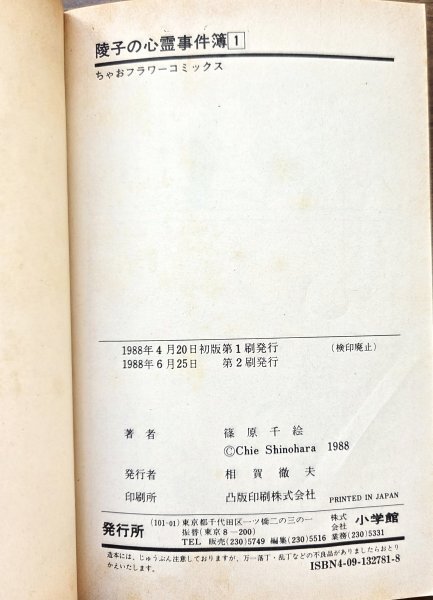 陵子の心霊事件簿 1
ちゃおフラワーコミックス
1988年4月20日初版第1刷発行 (検印廃止)
1988年6月25日 第2刷発行
著者 篠原千絵
©Chie Shinohara 1988
発行者 相賀徹夫
印刷所 凸版印刷株式会社 PRINTED IN JAPAN
発行所 (101-01)東京都千代田区一ツ橋二の三の一 株式会社 小学館
振替(東京8-200)
TEL 販売(230)5749 編集(230)5516 業務(230)5331
造本には、じゅうぶん注意しておりますが、万一落丁・乱丁などの不良品がありましたらおとり
かえいたします。
ISBN4-09-132781-8